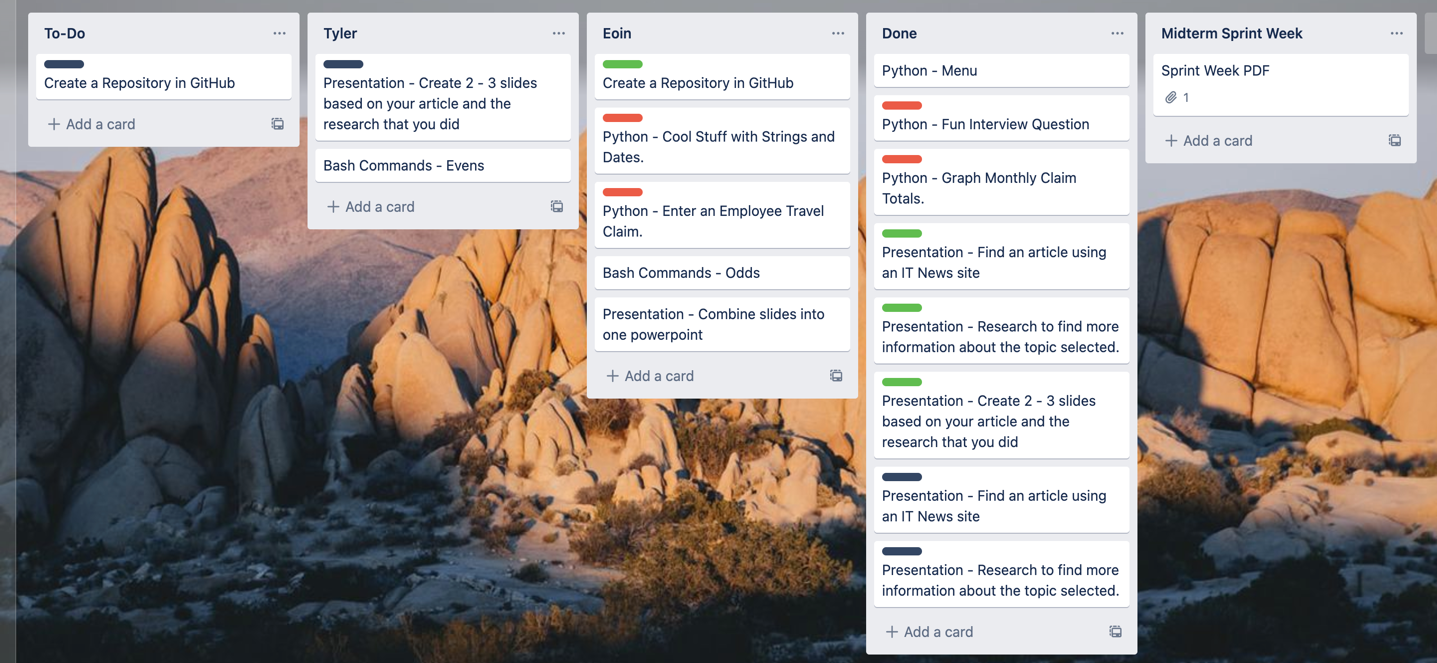 To-Do
Create a Repository in GitHub
Add a card
Tyler
Presentation - Create 2 - 3 slides
based on your article and the
research that you did
Bash Commands - Evens
Add a card
Eoin
Create a Repository in GitHub
Python - Cool Stuff with Strings and
Dates.
Python - Enter an Employee Travel
Claim.
Bash Commands - Odds
Presentation - Combine slides into
one powerpoint
Add a card
Done
Python - Menu
Python - Fun Interview Question
Python - Graph Monthly Claim
Totals.
Presentation - Find an article using
an IT News site
Presentation - Research to find more
information about the topic selected.
Presentation - Create 2 - 3 slides
based on your article and the
research that you did
Presentation - Find an article using
an IT News site
Presentation - Research to find more
information about the topic selected.
Add a card
Midterm Sprint Week
Sprint Week PDF
1
Add a card